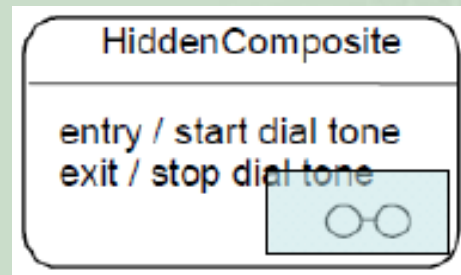 HiddenComposite
entry / start dial tone
exit / stop dial tone